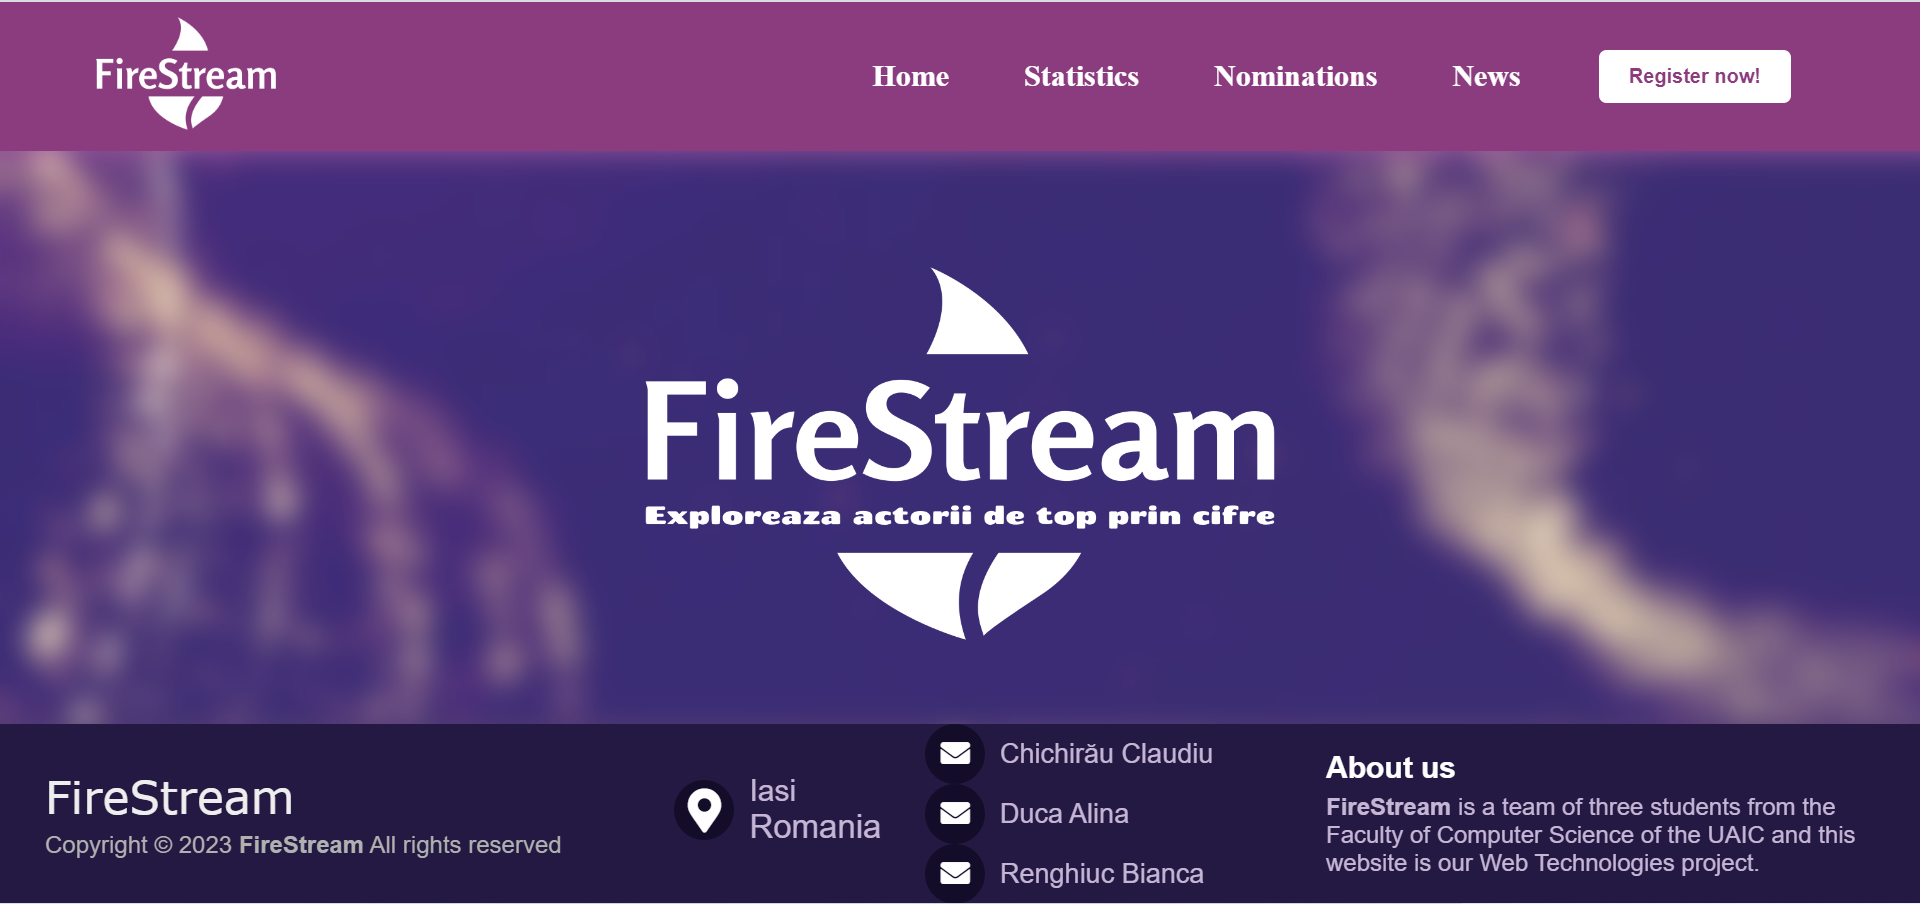 FireStream
Home
Statistics
Nominations
News
Register now!
FireStream
Exploreaza actorii de top prin cifre
FireStream
Copyright © 2023 FireStream All rights reserved
Iasi
Romania
Chichirău Claudiu
Duca Alina
Renghiuc Bianca
About us
FireStream is a team of three students from the
Faculty of Computer Science of the UAIC and this
website is our Web Technologies project.